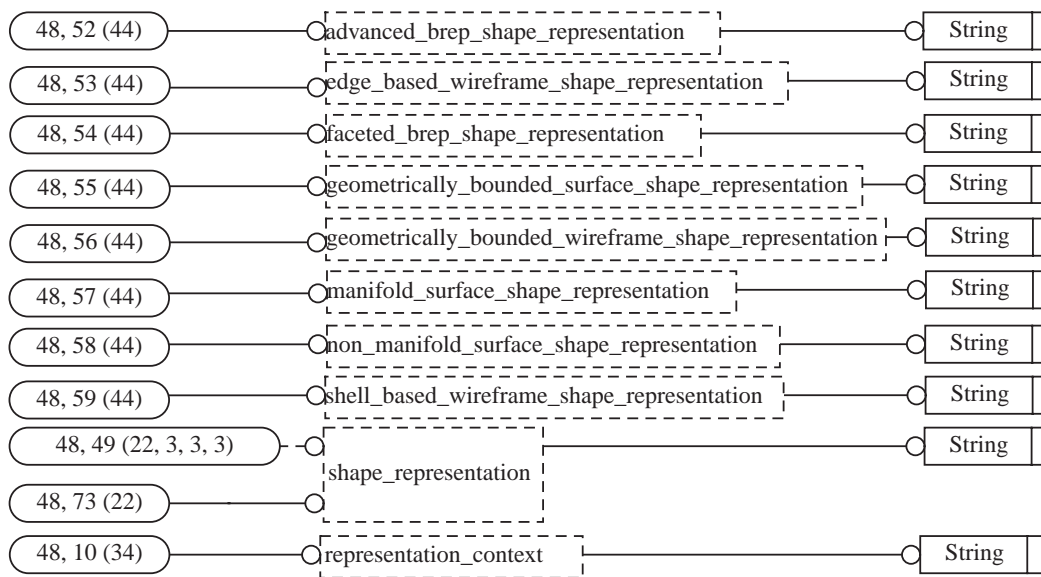 48, 52 (44) advanced_brep_shape_representation String
48, 53 (44) edge_based_wireframe_shape_representation String
48, 54 (44) faceted_brep_shape_representation String
48, 55 (44) geometrically_bounded_surface_shape_representation String
48, 56 (44) geometrically_bounded_wireframe_shape_representation String
48, 57 (44) manifold_surface_shape_representation String
48, 58 (44) non_manifold_surface_shape_representation String
48, 59 (44) shell_based_wireframe_shape_representation String
48, 49 (22, 3, 3, 3) String
shape_representation
48, 73 (22)
48, 10 (34) representation_context String